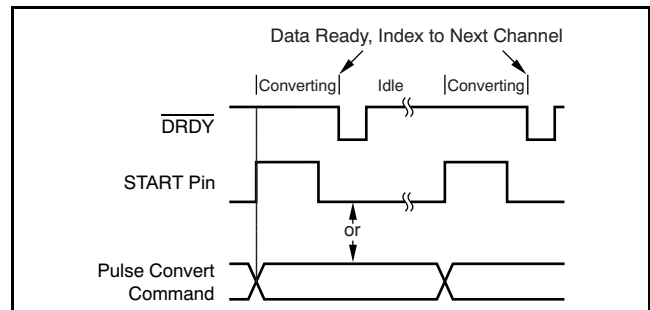 Data Ready, Index to Next Channel
Converting Idle Converting
DRDY
START Pin
or
Pulse Convert
Command